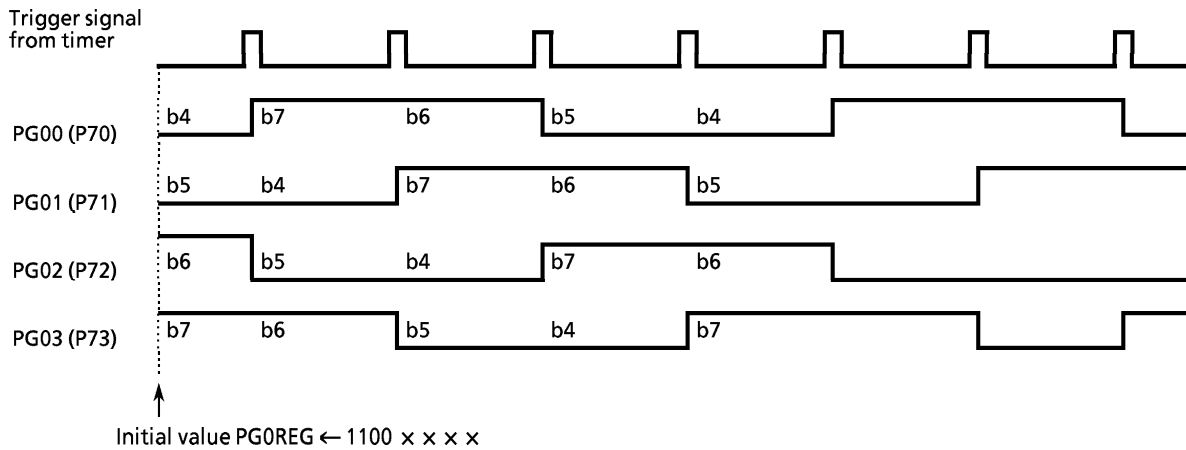 Trigger signal
from timer
PG00 (P70) b4 b7 b6 b5 b4
PG01 (P71) b5 b4 b7 b6 b5
PG02 (P72) b6 b5 b4 b7 b6
PG03 (P73) b7 b6 b5 b4 b7
Initial value PG0REG ← 1100 × × × ×